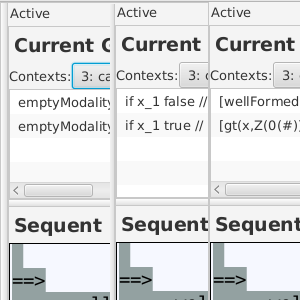 Active
Current
Contexts: 3: ca
emptyModality
emptyModality
Sequent
==>
Active
Current
Contexts: 3:
if x_1 false //
if x_1 true //
Sequent
==>
Active
Current
Contexts: 3:
[wellFormed
[gt(x,Z(0(#)
Sequent
==>